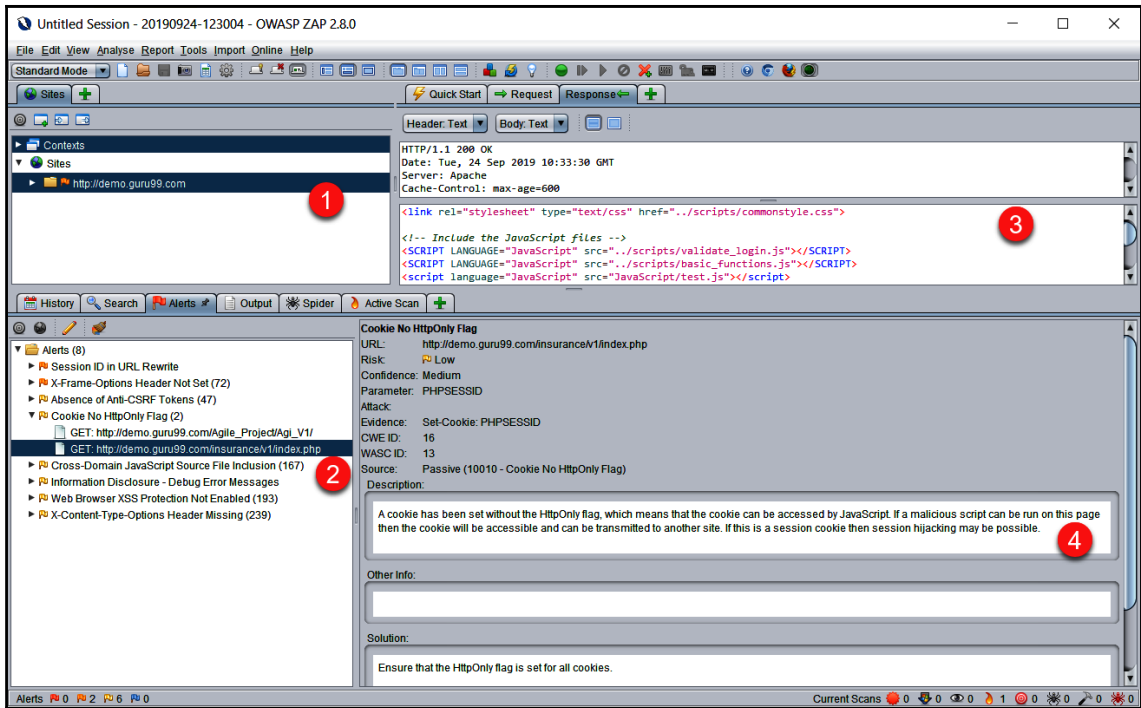 Untitled Session - 20190924-123004 - OWASP ZAP 2.8.0
File Edit View Analyse Report Tools Import Online Help
Standard Mode
Sites
Quick Start Request Response
Header: Text Body: Text
Contexts
Sites
http://demo.guru99.com
1
HTTP/1.1 200 OK
Date: Tue, 24 Sep 2019 10:33:30 GMT
Server: Apache
Cache-Control: max-age=600
<link rel="stylesheet" type="text/css" href="../scripts/commonstyle.css">
<!-- Include the JavaScript files -->
<SCRIPT LANGUAGE="JavaScript" src="../scripts/validate_login.js"></SCRIPT>
<SCRIPT LANGUAGE="JavaScript" src="../scripts/basic_functions.js"></SCRIPT>
<script language="JavaScript" src="JavaScript/test.js"></script>
3
History Search Alerts Output Spider Active Scan
Alerts (8)
Session ID in URL Rewrite
X-Frame-Options Header Not Set (72)
Absence of Anti-CSRF Tokens (47)
Cookie No HttpOnly Flag (2)
GET: http://demo.guru99.com/Agile_Project/Agi_V1/
GET: http://demo.guru99.com/insurance/v1/index.php
Cross-Domain JavaScript Source File Inclusion (167)
Information Disclosure - Debug Error Messages
Web Browser XSS Protection Not Enabled (193)
X-Content-Type-Options Header Missing (239)
2
Cookie No HttpOnly Flag
URL: http://demo.guru99.com/insurance/v1/index.php
Risk: Low
Confidence: Medium
Parameter: PHPSESSID
Attack:
Evidence: Set-Cookie: PHPSESSID
CWE ID: 16
WASC ID: 13
Source: Passive (10010 - Cookie No HttpOnly Flag)
Description:
A cookie has been set without the HttpOnly flag, which means that the cookie can be accessed by JavaScript. If a malicious script can be run on this page
then the cookie will be accessible and can be transmitted to another site. If this is a session cookie then session hijacking may be possible.
4
Other Info:
Solution:
Ensure that the HttpOnly flag is set for all cookies.
Alerts 0 2 6 0
Current Scans 0 0 0 1 0 0 0 0